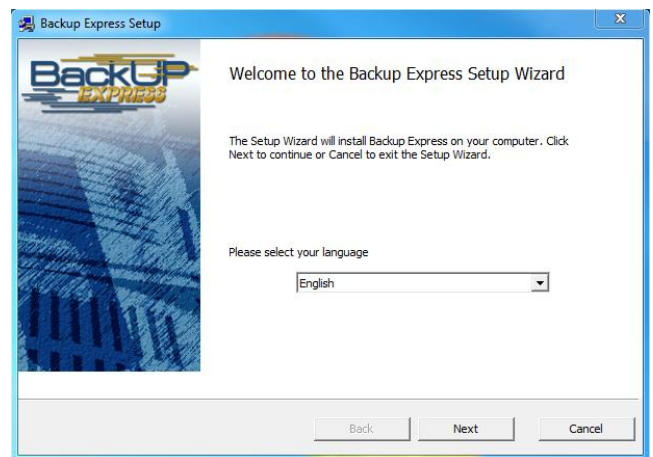 Backup Express Setup
BackUP
EXPRESS
Welcome to the Backup Express Setup Wizard
The Setup Wizard will install Backup Express on your computer. Click
Next to continue or Cancel to exit the Setup Wizard.
Please select your language
English
Back
Next
Cancel